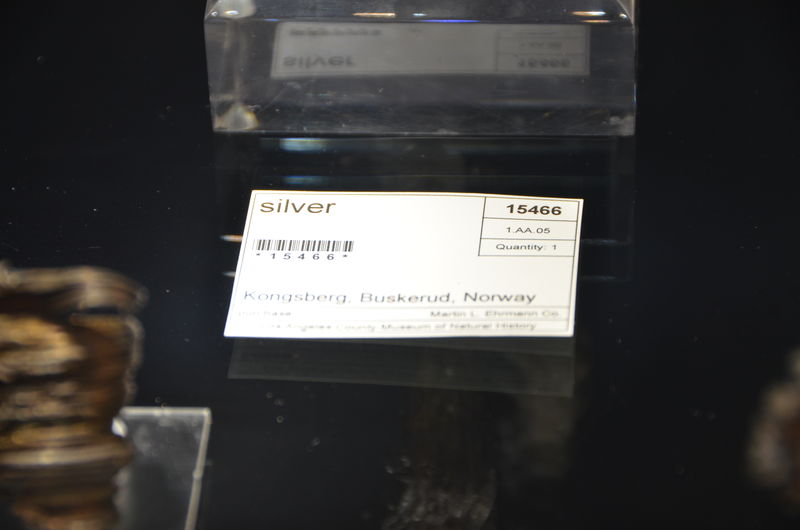 silver
15466
1.AA.05
Quantity: 1
*15466*
Kongsberg, Buskerud, Norway
purchase Martin L. Ehrmann Co.
Los Angeles County Museum of Natural History